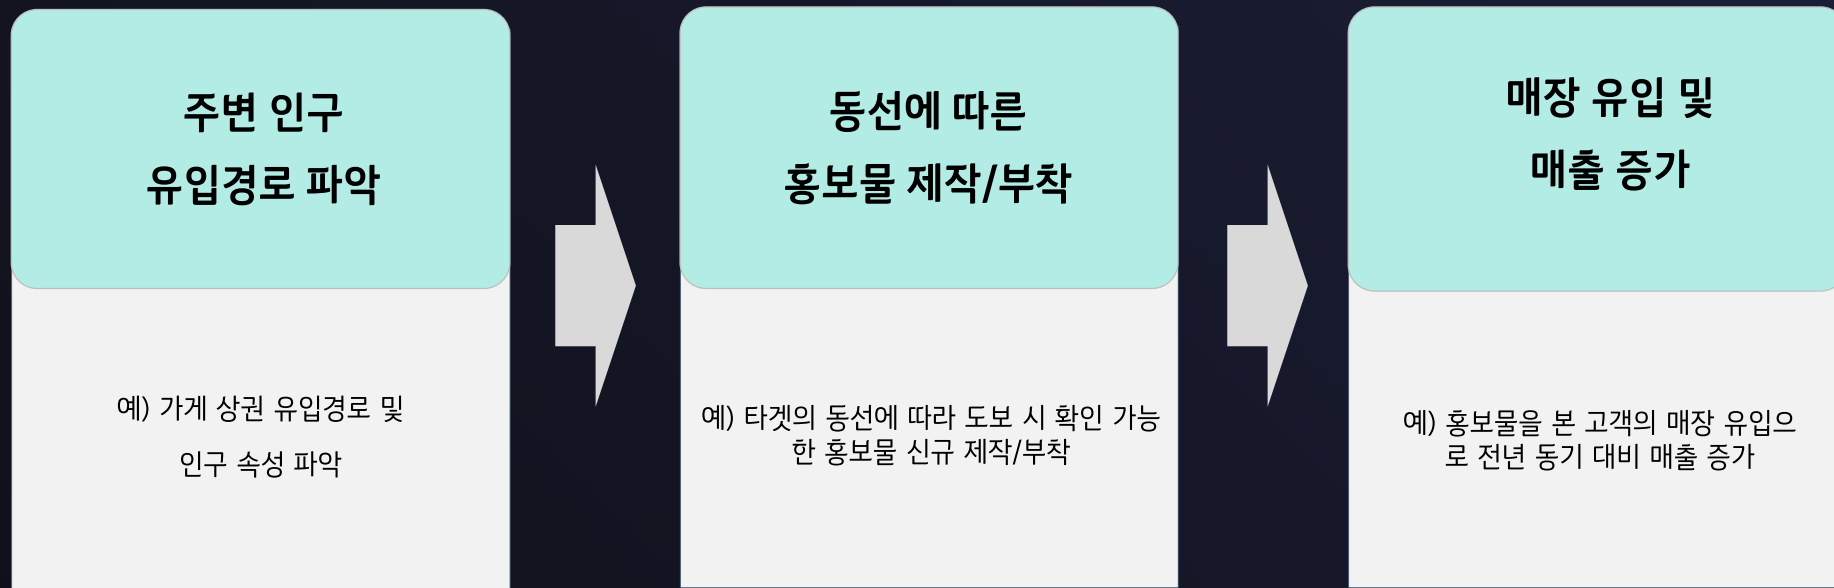 주변 인구
유입경로 파악
예) 가게 상권 유입경로 및
인구 속성 파악
동선에 따른
홍보물 제작/부착
예) 타겟의 동선에 따라 도보 시 확인 가능
한 홍보물 신규 제작/부착
매장 유입 및
매출 증가
예) 홍보물을 본 고객의 매장 유입으
로 전년 동기 대비 매출 증가